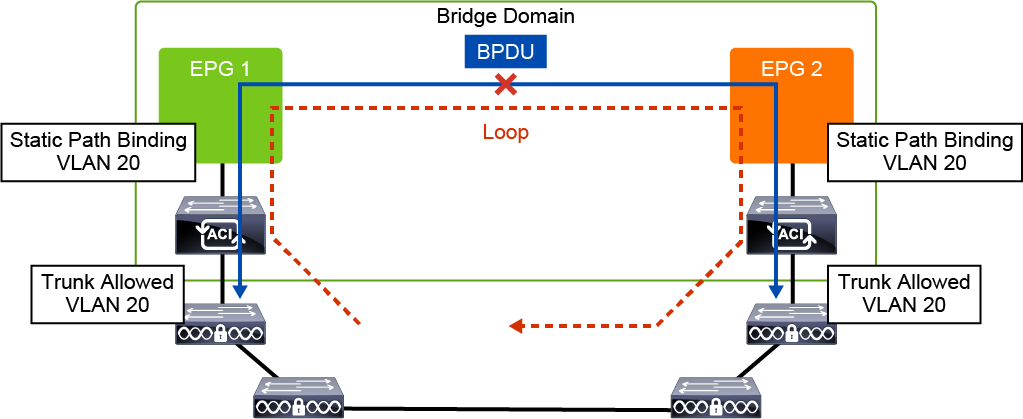 Bridge Domain
BPDU
EPG 1
EPG 2
Loop
Static Path Binding
VLAN 20
Static Path Binding
VLAN 20
ACI
ACI
Trunk Allowed
VLAN 20
Trunk Allowed
VLAN 20